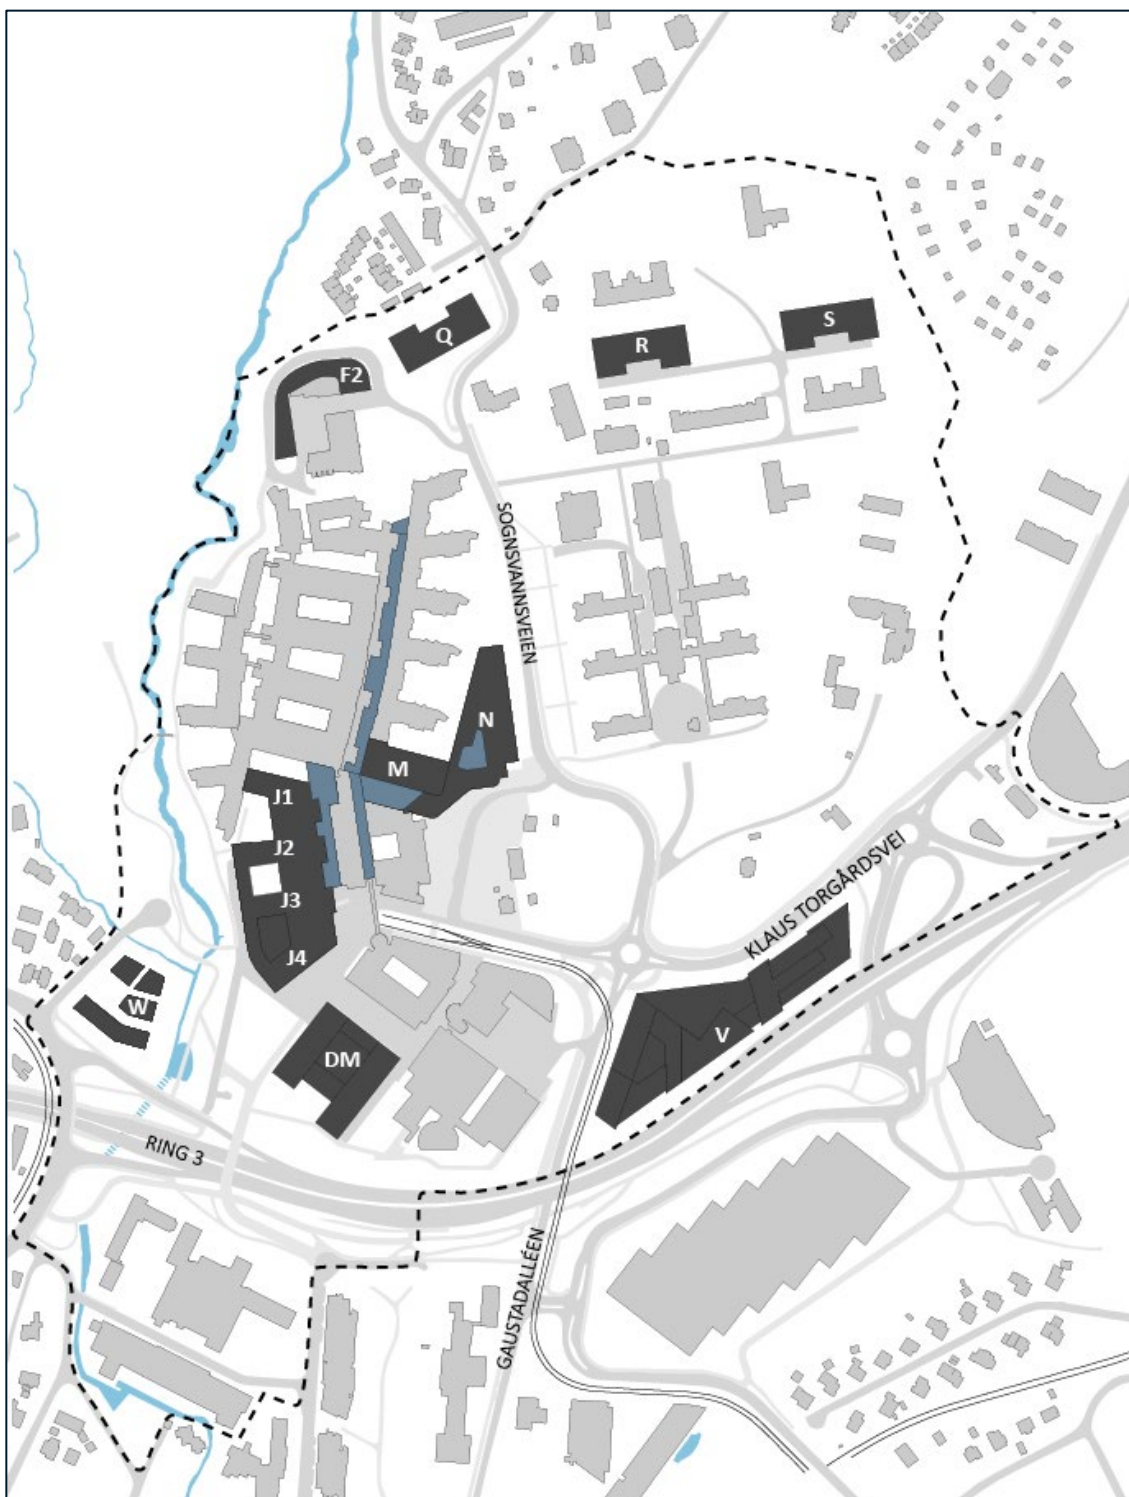 S
Q
R
F2
SOGNSVANNSVEIEN
N
M
J1
J2
J3
J4
KLAUS TORGÅRDSVEI
W
V
DM
RING 3
GAUSTADALLÉEN